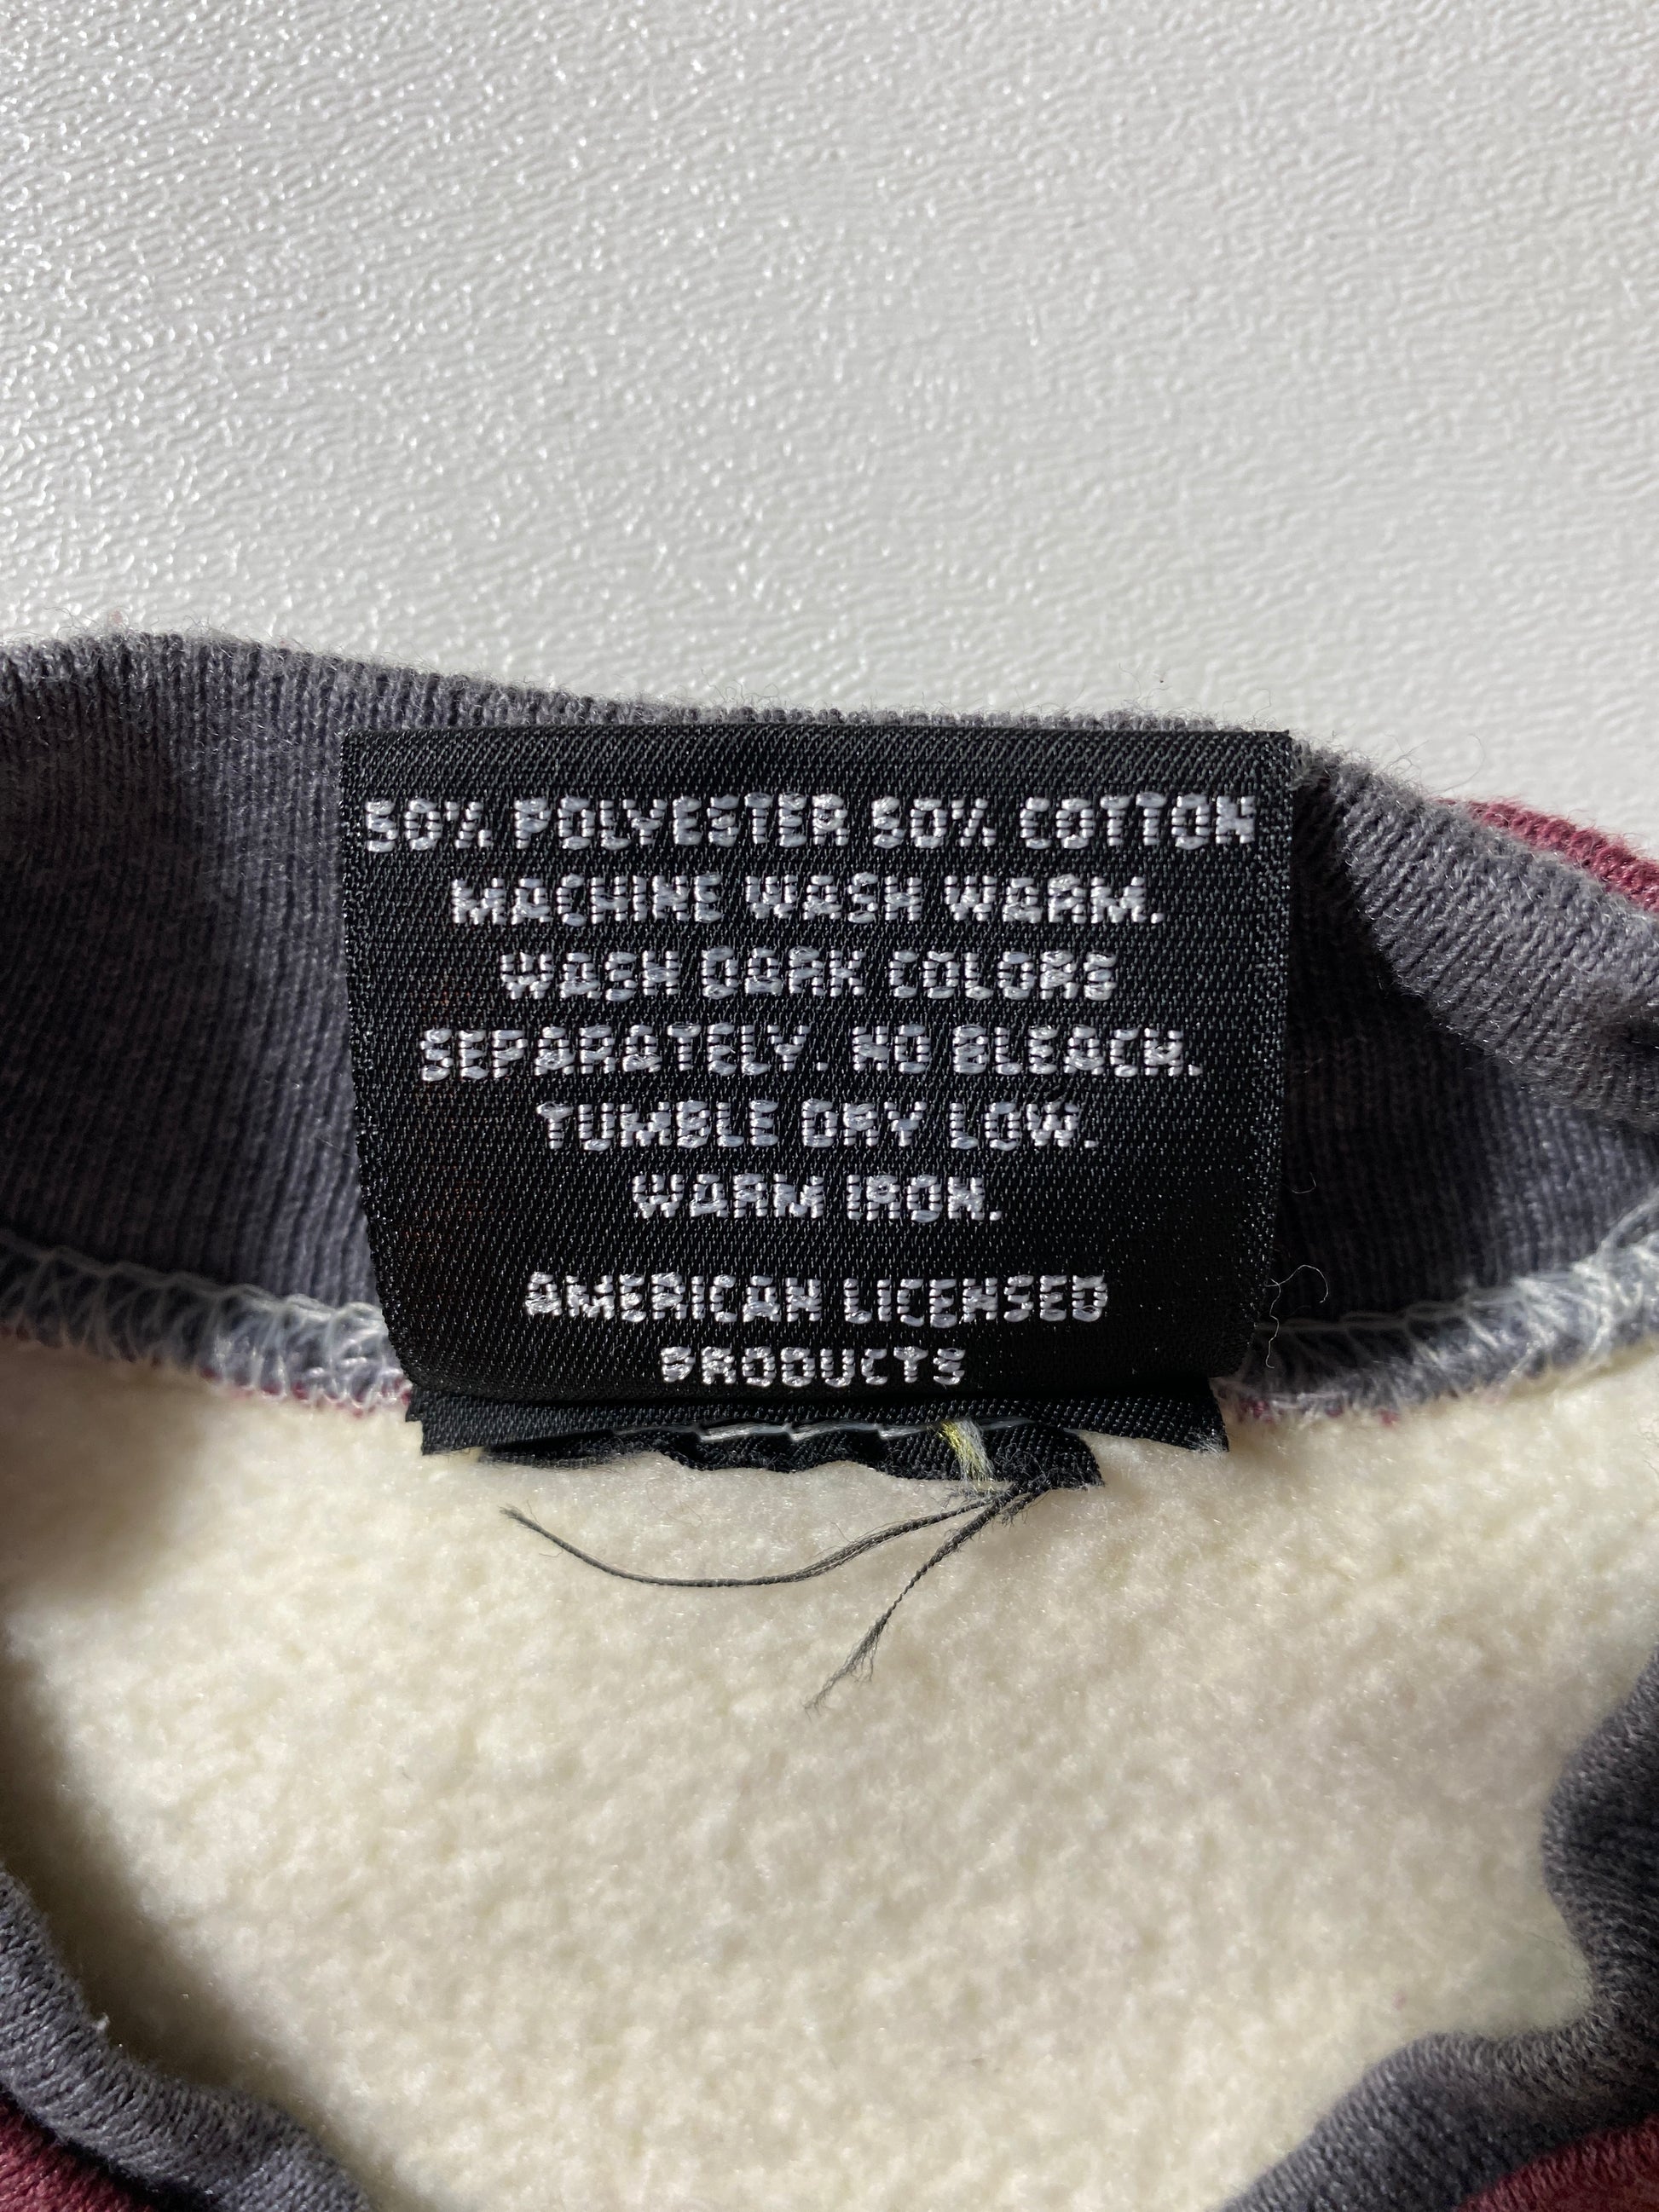 50% POLYESTER 50% COTTON
MACHINE WASH WARM.
WASH DARK COLORS
SEPARATELY. NO BLEACH.
TUMBLE DRY LOW.
WARM IRON.
AMERICAN LICENSED
PRODUCTS